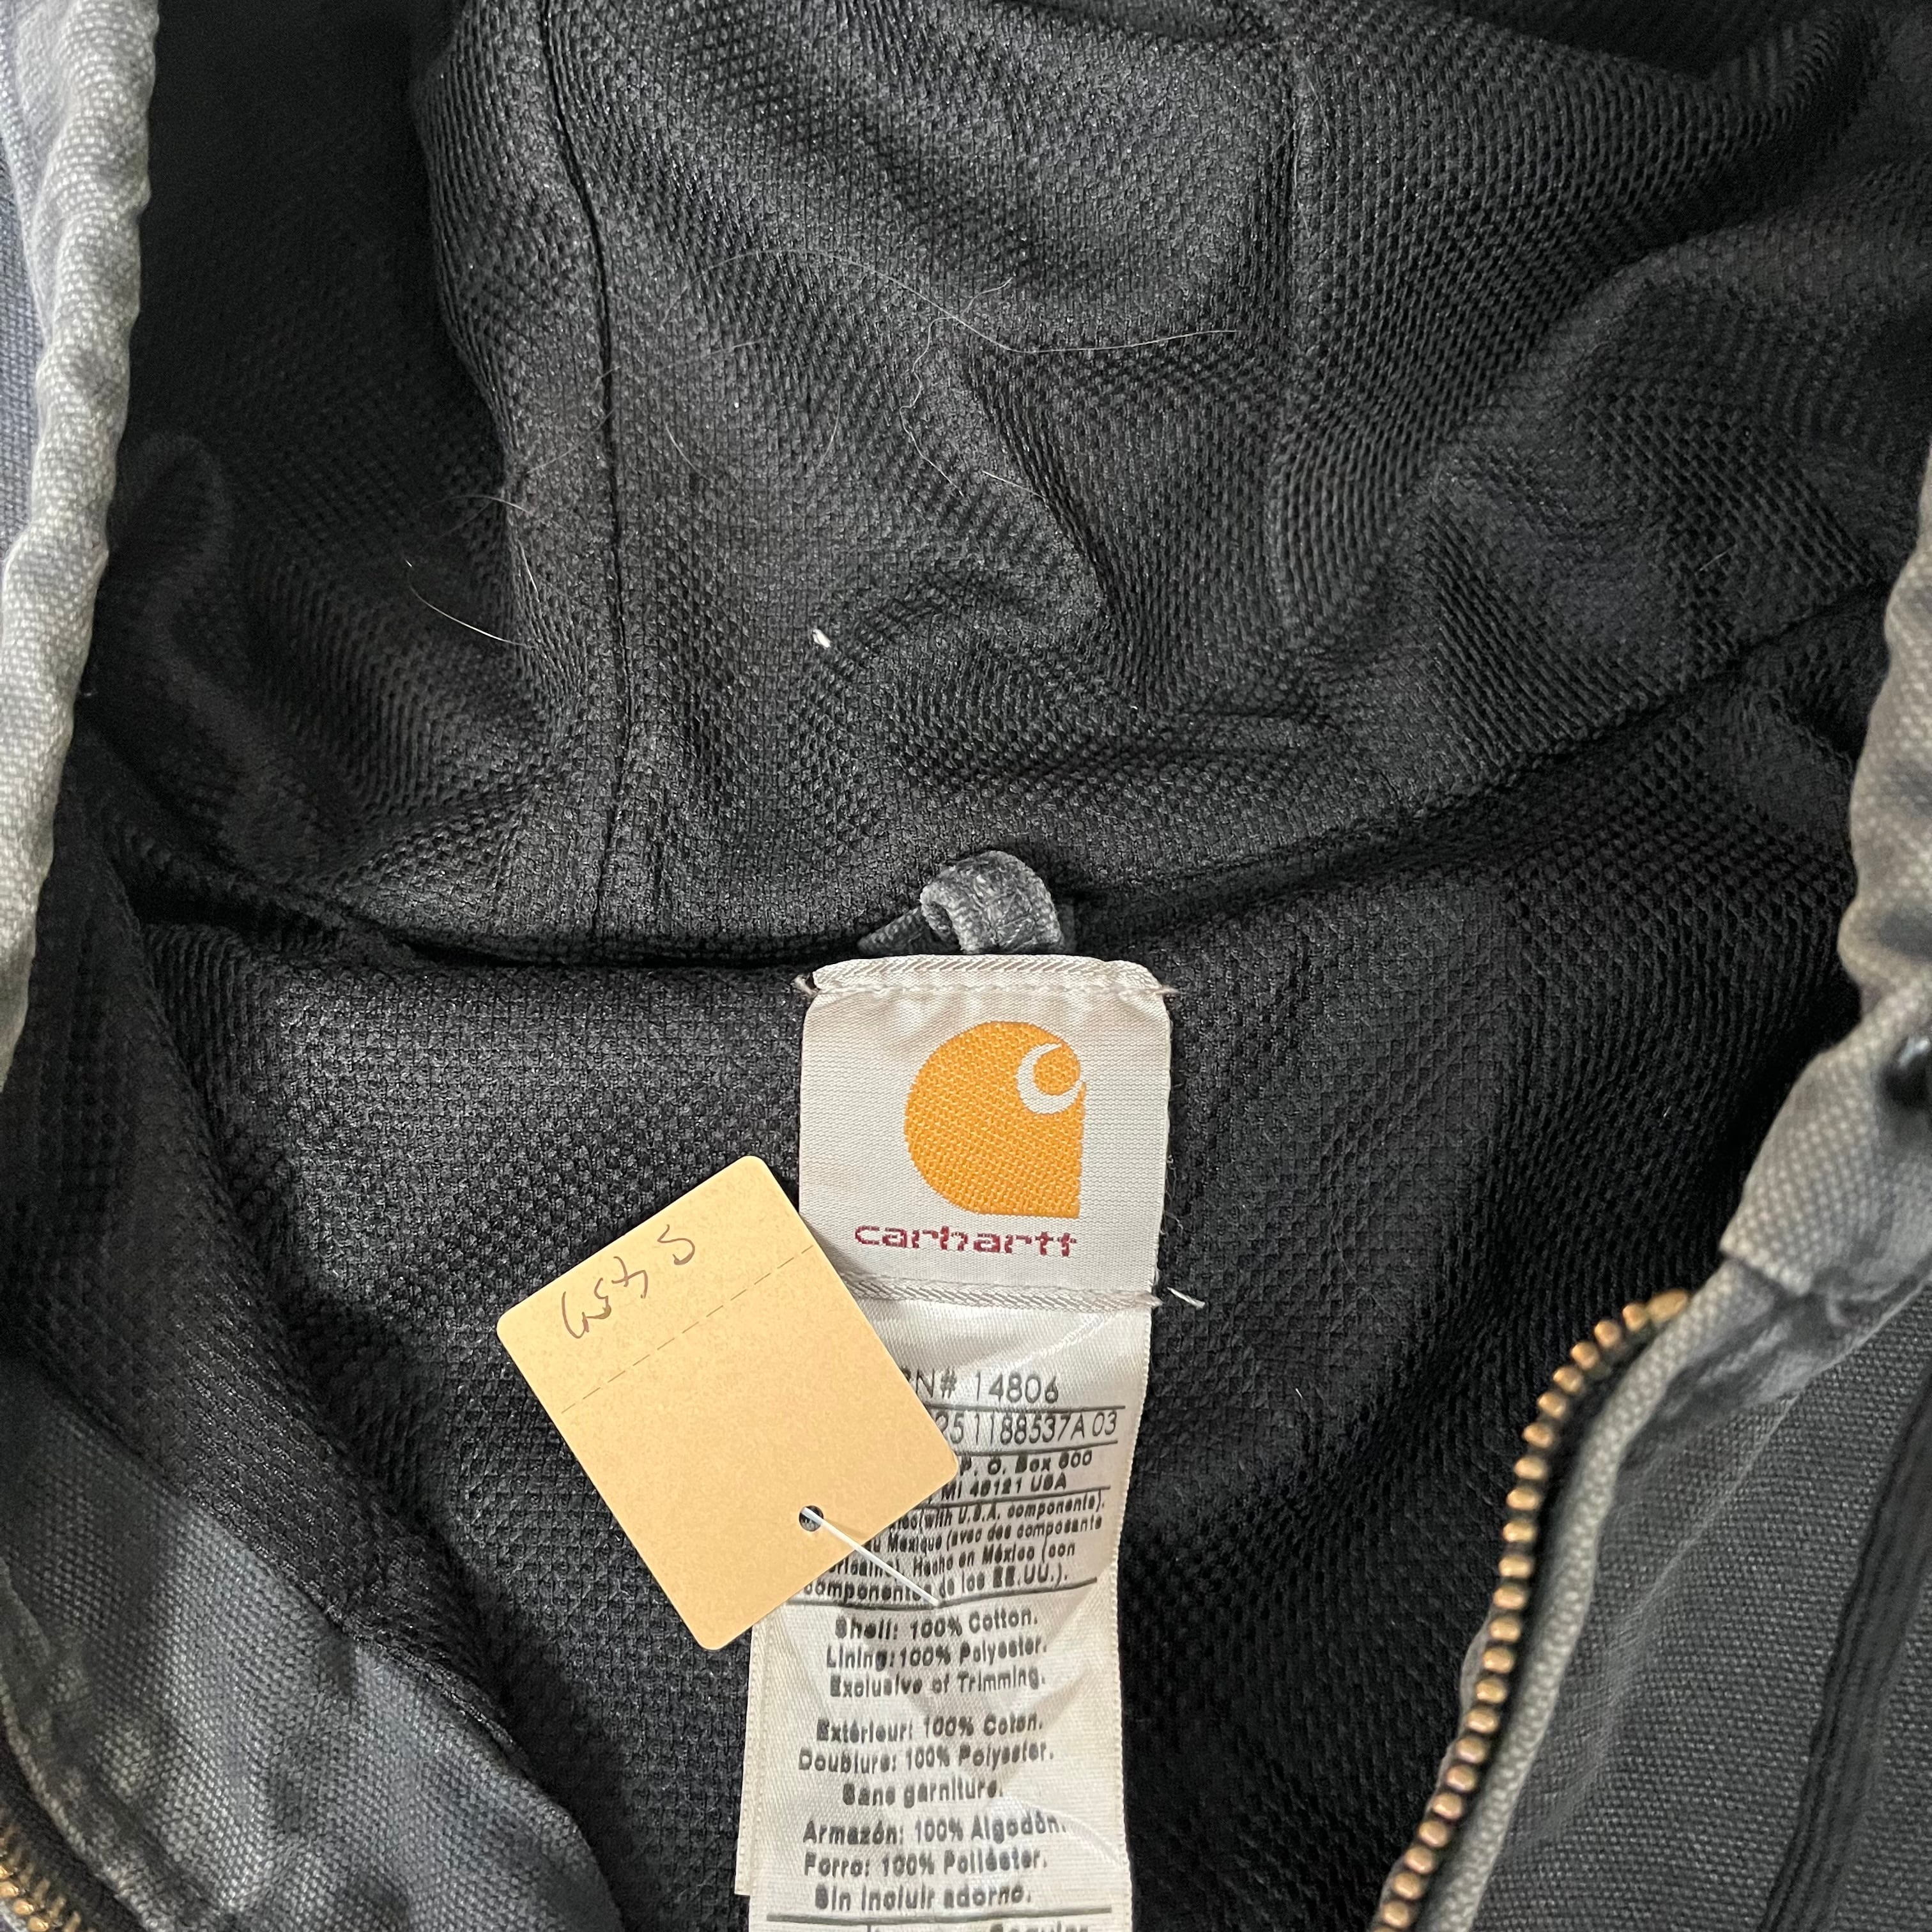 carhartt
RN# 14806
951188537A 03
P. O. Box 600
MI 48121 USA
with U.S.A. components).
Mexique (avec des composants
Hecho en México (con
componentes de los EE.UU.).
Shell: 100% Cotton.
Lining: 100% Polyester.
Exclusive of Trimming.
Extérieur: 100% Coton.
Doublure: 100% Polyester.
Sans garniture.
Armazón: 100% Algodón.
Forro: 100% Poliéster.
Sin incluir adorno.